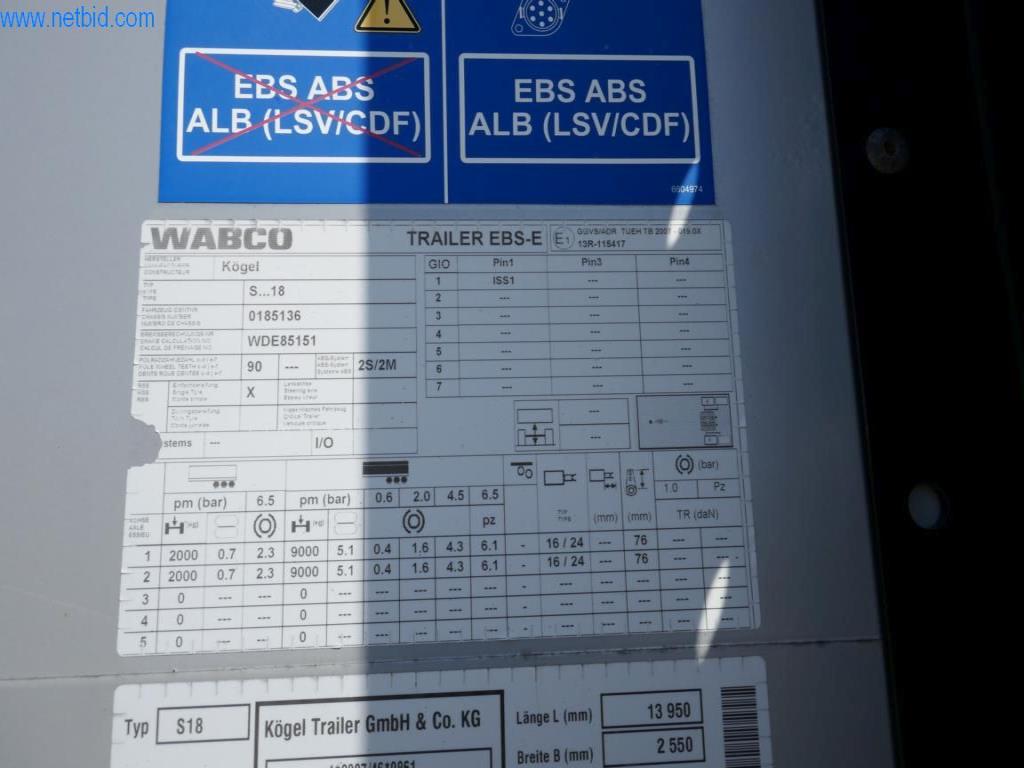 www.netbid.com
EBS ABS
ALB (LSV/CDF)
EBS ABS
ALB (LSV/CDF)
6604974
WABCO TRAILER EBS-E E1
13R-115417
Kögel
S...18
0185136
WDE85151
90 --- 2S/2M
X
stems --- I/O
GIO Pin1 Pin3 Pin4
1 ISS1 --- ---
2 --- --- ---
3 --- --- ---
4 --- --- ---
5 --- --- ---
6 --- --- ---
7 --- --- ---
---
---
pm (bar) 6.5 pm (bar) 0.6 2.0 4.5 6.5 (bar)
1.0 Pz
pz TYP TYPE (mm) (mm) TR (daN)
1 2000 0.7 2.3 9000 5.1 0.4 1.6 4.3 6.1 - 16 / 24 --- 76 --- ---
2 2000 0.7 2.3 9000 5.1 0.4 1.6 4.3 6.1 - 16 / 24 --- 76 --- ---
3 0 --- --- 0 --- --- --- --- --- - --- --- --- --- ---
4 0 --- --- 0 --- --- --- --- --- - --- --- --- --- ---
5 0 --- --- 0 --- --- --- --- --- - --- --- --- --- ---
Typ S18
Kögel Trailer GmbH & Co. KG
Länge L (mm) 13 950
Breite B (mm) 2 550